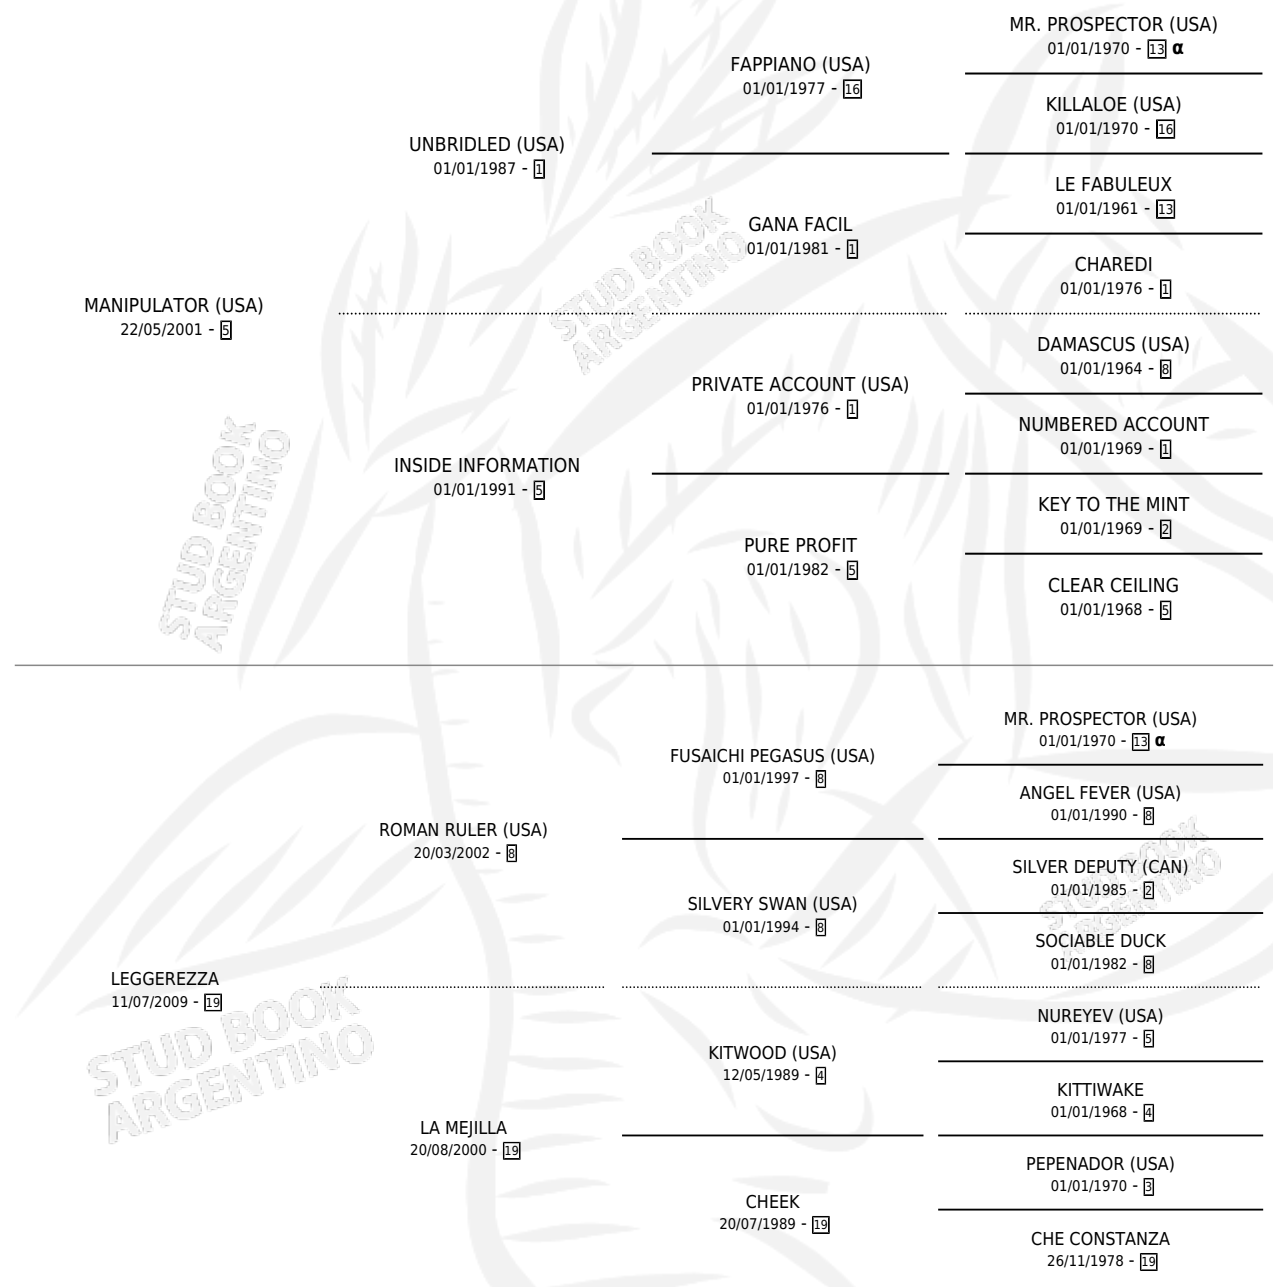 MR. PROSPECTOR (USA)
01/01/1970 - 13 α
FAPPIANO (USA)
01/01/1977 - 16
KILLALOE (USA)
01/01/1970 - 16
UNBRIDLED (USA)
01/01/1987 - 1
LE FABULEUX
01/01/1961 - 13
GANA FACIL
01/01/1981 - 1
CHAREDI
01/01/1976 - 1
MANIPULATOR (USA)
22/05/2001 - 5
DAMASCUS (USA)
01/01/1964 - 8
PRIVATE ACCOUNT (USA)
01/01/1976 - 1
NUMBERED ACCOUNT
01/01/1969 - 1
INSIDE INFORMATION
01/01/1991 - 5
KEY TO THE MINT
01/01/1969 - 2
PURE PROFIT
01/01/1982 - 5
CLEAR CEILING
01/01/1968 - 5
MR. PROSPECTOR (USA)
01/01/1970 - 13 α
FUSAICHI PEGASUS (USA)
01/01/1997 - 8
ANGEL FEVER (USA)
01/01/1990 - 8
ROMAN RULER (USA)
20/03/2002 - 8
SILVER DEPUTY (CAN)
01/01/1985 - 2
SILVERY SWAN (USA)
01/01/1994 - 8
SOCIABLE DUCK
01/01/1982 - 8
LEGGEREZZA
11/07/2009 - 19
NUREYEV (USA)
01/01/1977 - 5
KITWOOD (USA)
12/05/1989 - 4
KITTIWAKE
01/01/1968 - 4
LA MEJILLA
20/08/2000 - 19
PEPENADOR (USA)
01/01/1970 - 3
CHEEK
20/07/1989 - 19
CHE CONSTANZA
26/11/1978 - 19
STUD BOOK
ARGENTINO
STUD BOOK
ARGENTINO
STUD BOOK
ARGENTINO
STUD BOOK
ARGENTINO